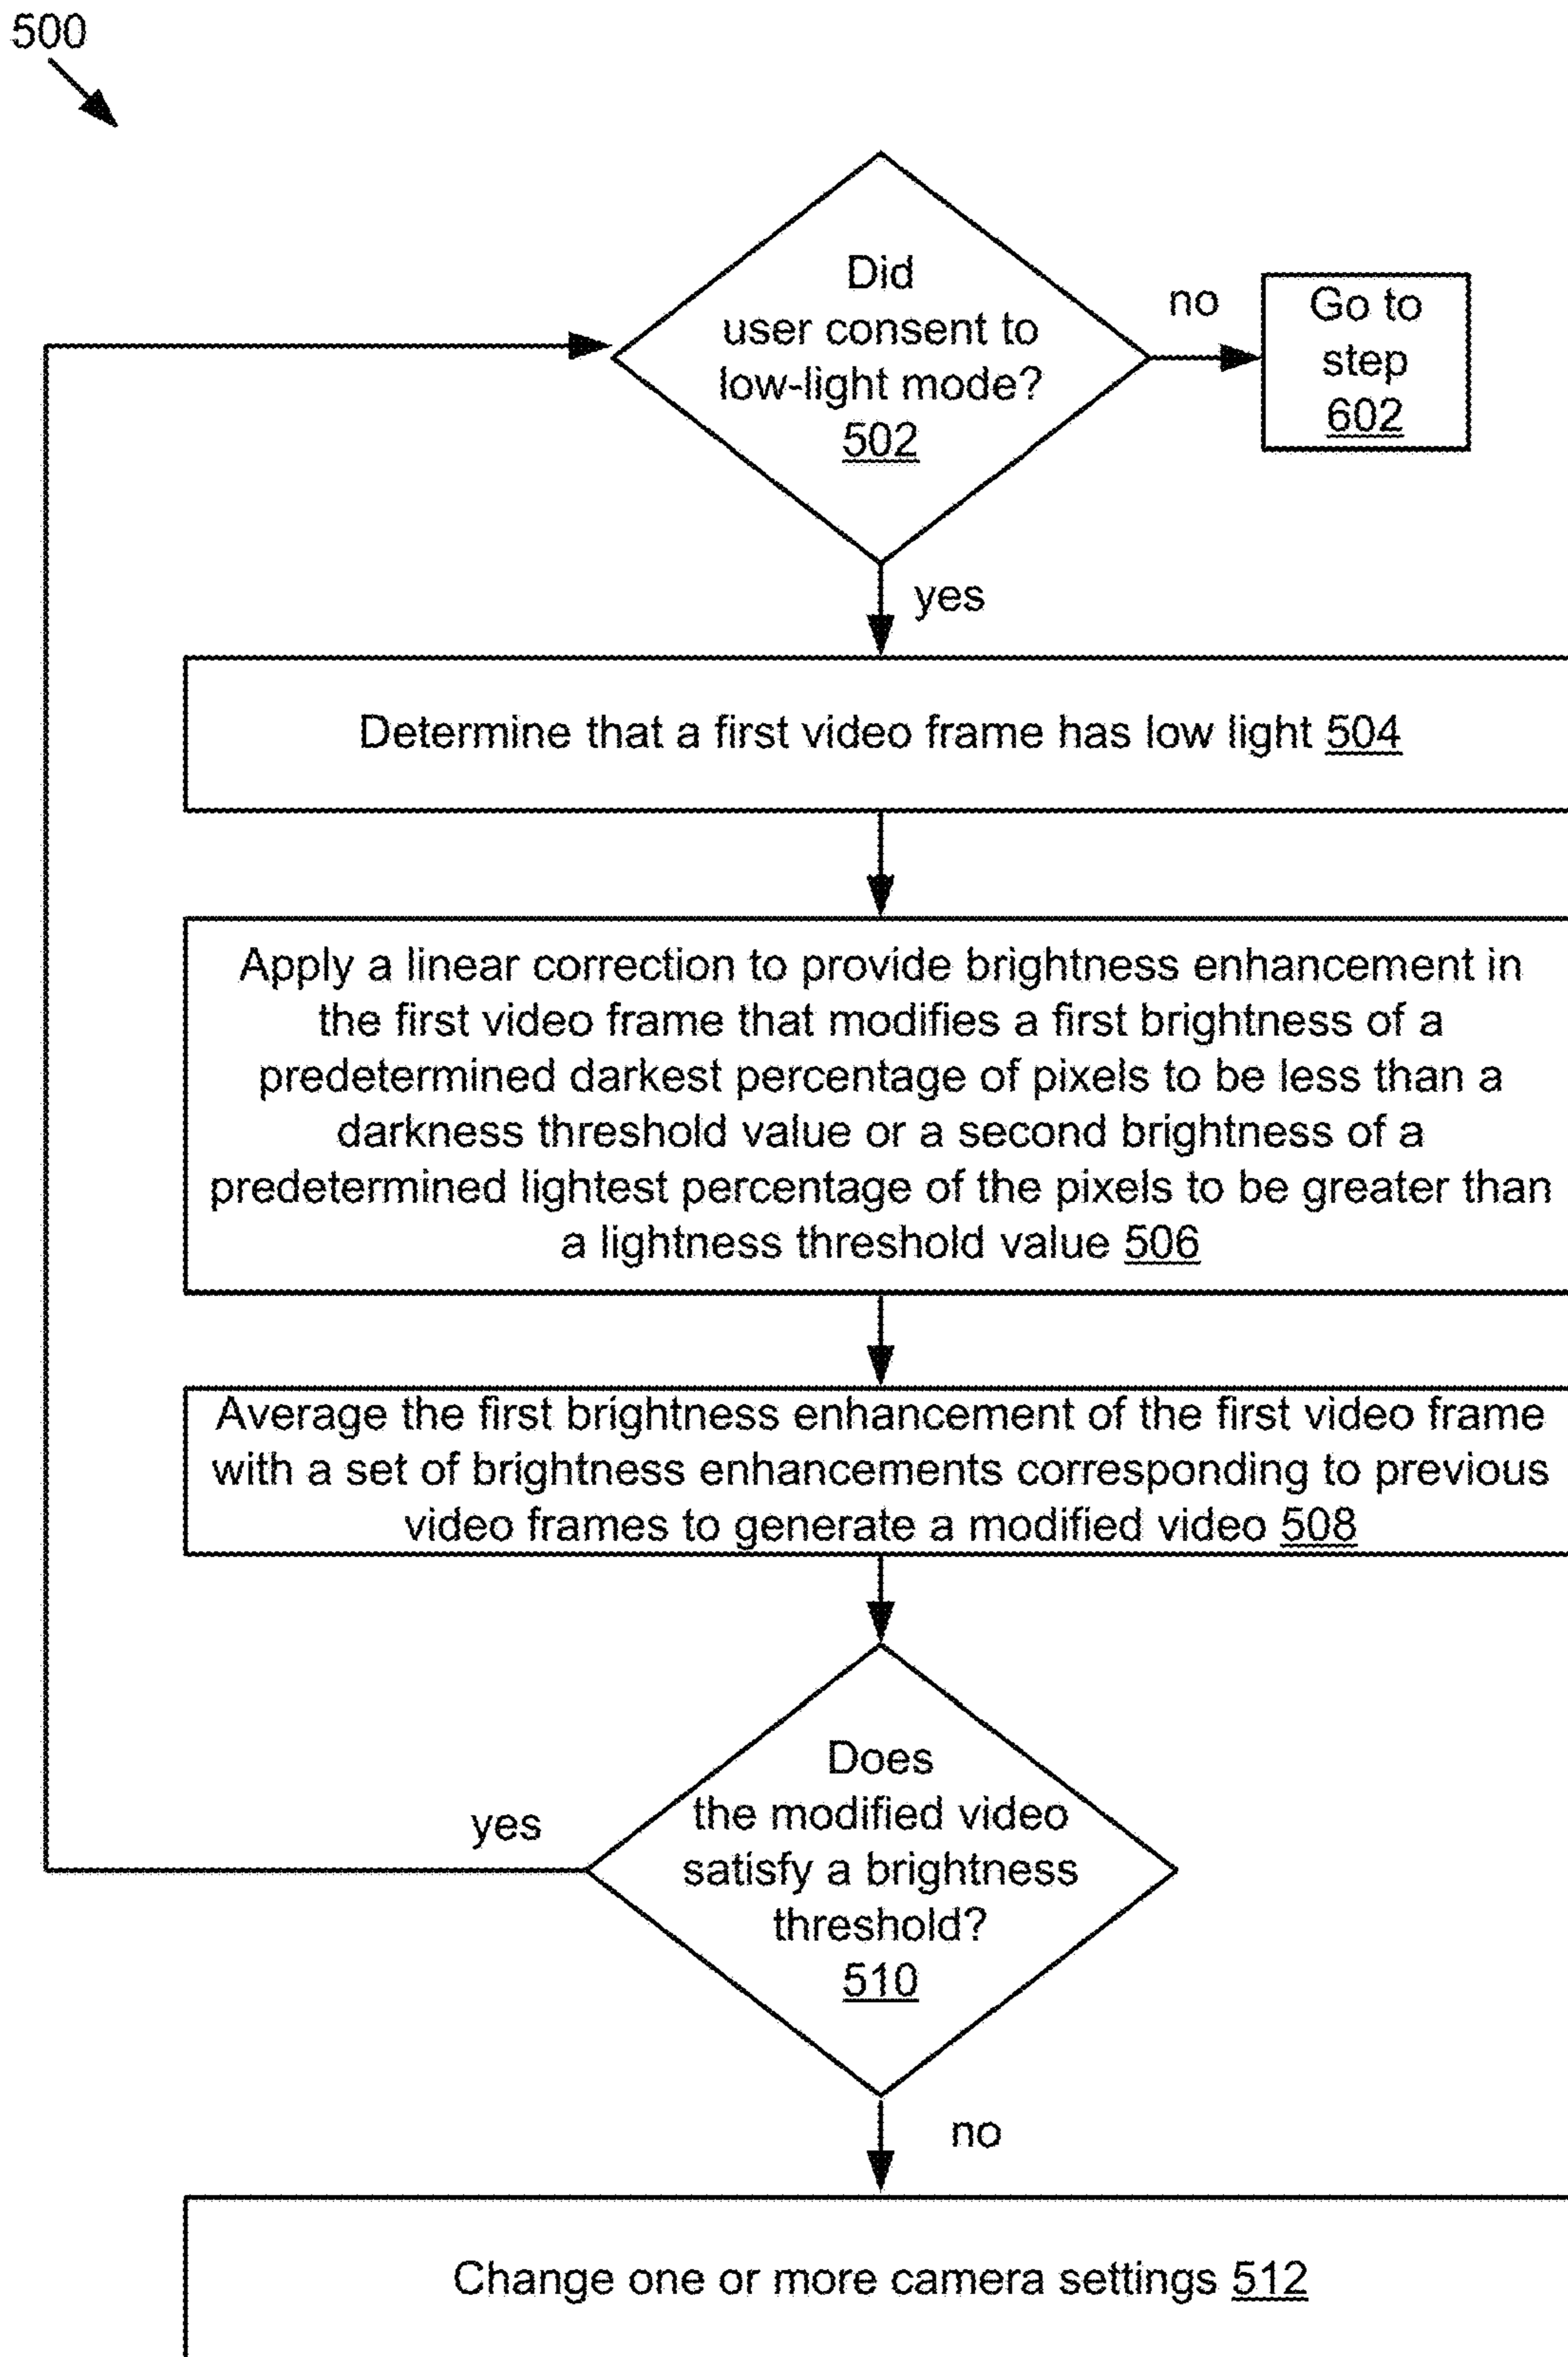 500
Did
user consent to
low-light mode?
502
no
Go to
step
602
yes
Determine that a first video frame has low light 504
Apply a linear correction to provide brightness enhancement in
the first video frame that modifies a first brightness of a
predetermined darkest percentage of pixels to be less than a
darkness threshold value or a second brightness of a
predetermined lightest percentage of the pixels to be greater than
a lightness threshold value 506
Average the first brightness enhancement of the first video frame
with a set of brightness enhancements corresponding to previous
video frames to generate a modified video 508
Does
the modified video
satisfy a brightness
threshold?
510
yes
no
Change one or more camera settings 512